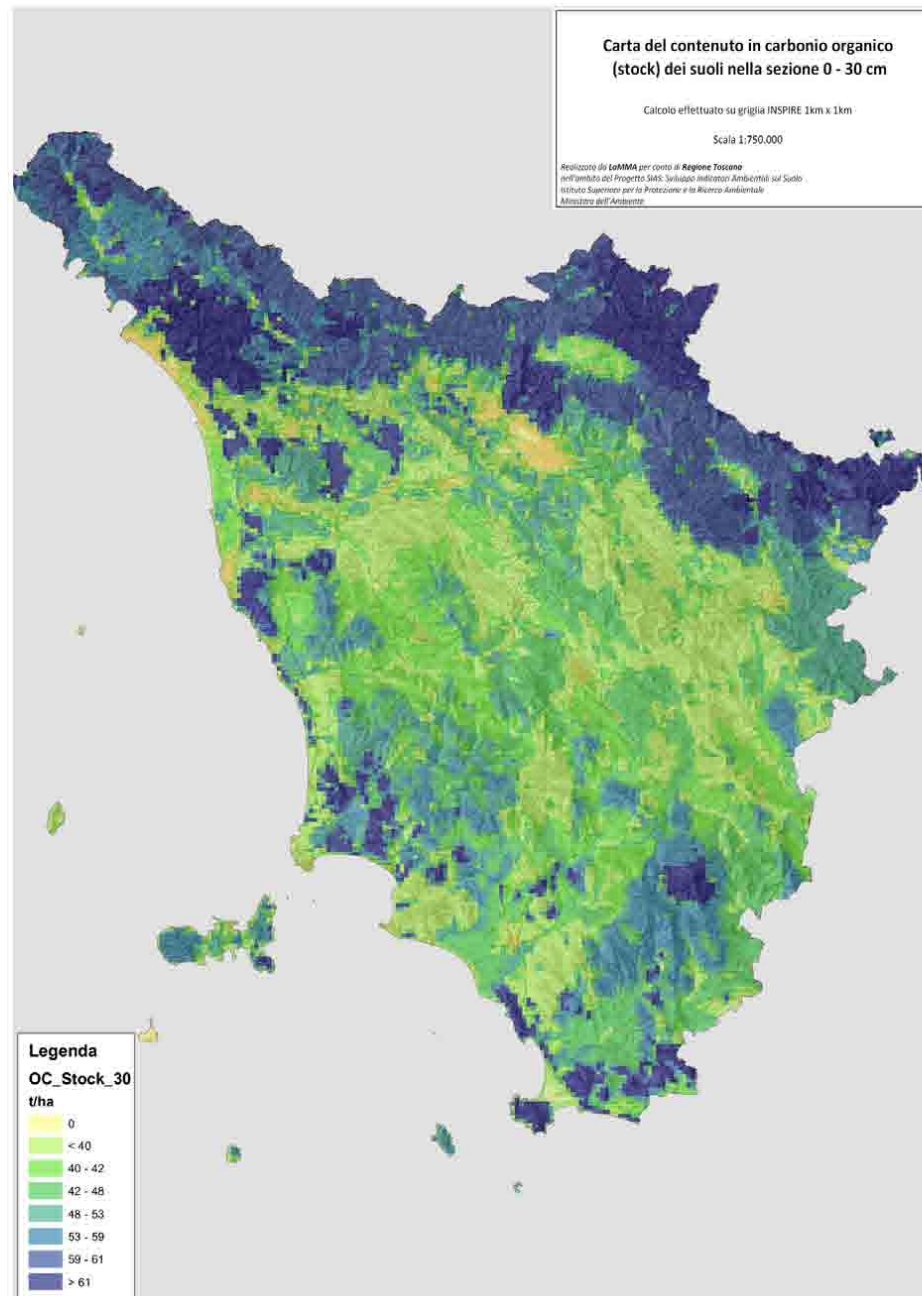 Carta del contenuto in carbonio organico
(stock) dei suoli nella sezione 0 - 30 cm
Calcolo effettuato su griglia INSPIRE 1km x 1km
Scala 1:750.000
Realizzato da LaMMA per conto di Regione Toscana
nell'ambito del Progetto SIAS: Sviluppo Indicatori Ambientali sul Suolo
Istituto Superiore per la Protezione e la Ricerca Ambientale
Ministero dell'Ambiente
Legenda
OC_Stock_30
t/ha
0
< 40
40 - 42
42 - 48
48 - 53
53 - 59
59 - 61
> 61